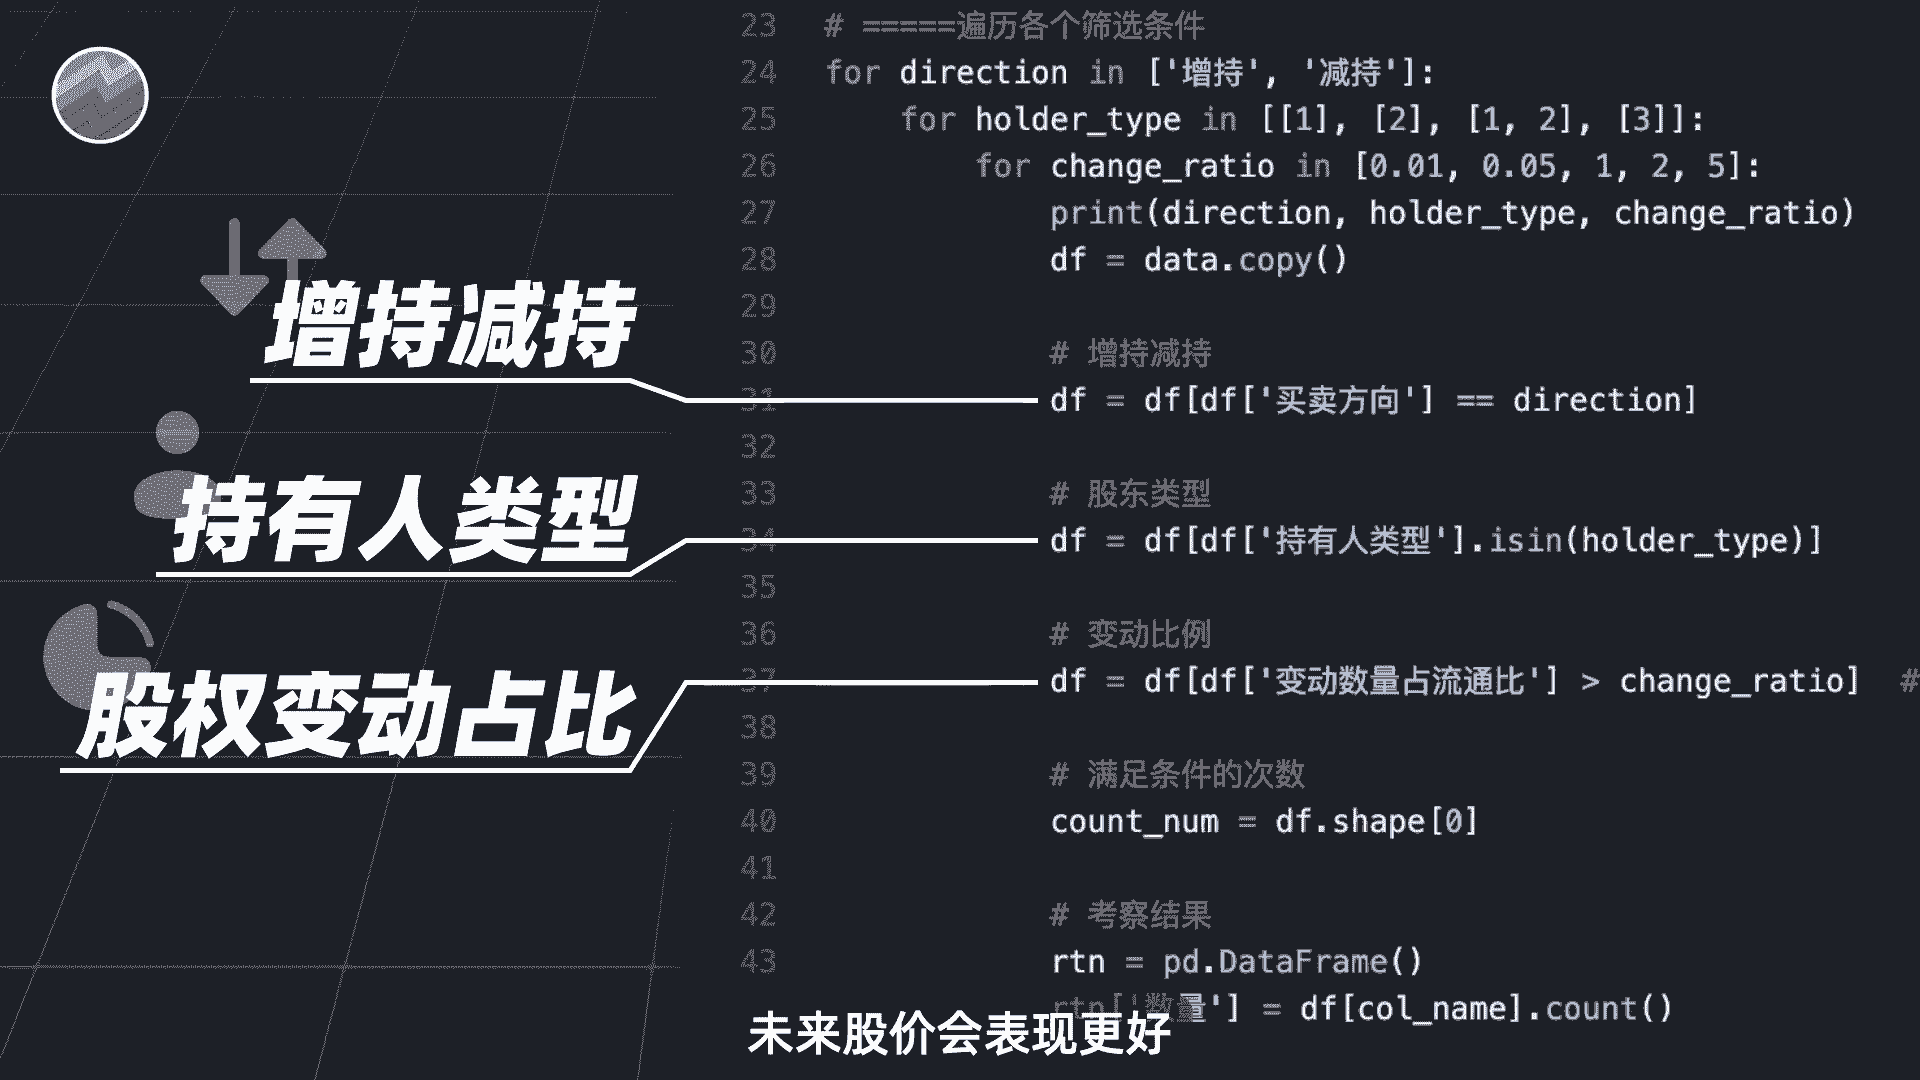 增持减持
持有人类型
股权变动占比
23 # =====遍历各个筛选条件
24 for direction in ['增持', '减持']:
25 for holder_type in [[1], [2], [1, 2], [3]]:
26 for change_ratio in [0.01, 0.05, 1, 2, 5]:
27 print(direction, holder_type, change_ratio)
28 df = data.copy()
29
30 # 增持减持
31 df = df[df['买卖方向'] == direction]
32
33 # 股东类型
34 df = df[df['持有人类型'].isin(holder_type)]
35
36 # 变动比例
37 df = df[df['变动数量占流通比'] > change_ratio] #
38
39 # 满足条件的次数
40 count_num = df.shape[0]
41
42 # 考察结果
43 rtn = pd.DataFrame()
rtn['数量'] = df[col_name].count()
未来股价会表现更好